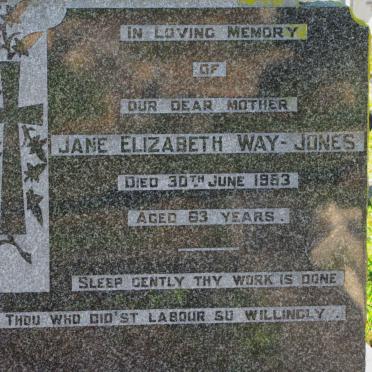 IN LOVING MEMORY
OF
OUR DEAR MOTHER
JANE ELIZABETH WAY-JONES
DIED 30TH JUNE 1953
AGED 83 YEARS.
SLEEP GENTLY THY WORK IS DONE
THOU WHO DID'ST LABOUR SO WILLINGLY.